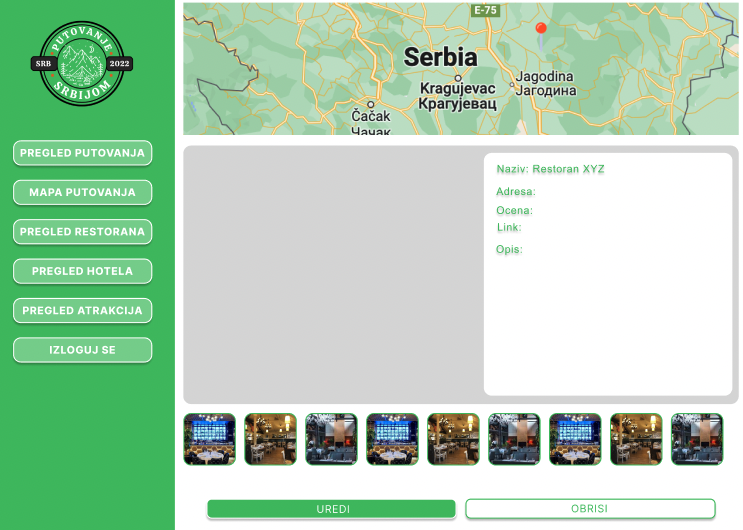 PUTOVANJE
SRB
2022
SRBIJOM
PREGLED PUTOVANJA
MAPA PUTOVANJA
PREGLED RESTORANA
PREGLED HOTELA
PREGLED ATRAKCIJA
IZLOGUJ SE
E-75
Serbia
Kragujevac
Крагујевац
Jagodina
Јагодина
Čačak
Чачак
Naziv: Restoran XYZ
Adresa:
Ocena:
Link:
Opis:
UREDI
OBRISI